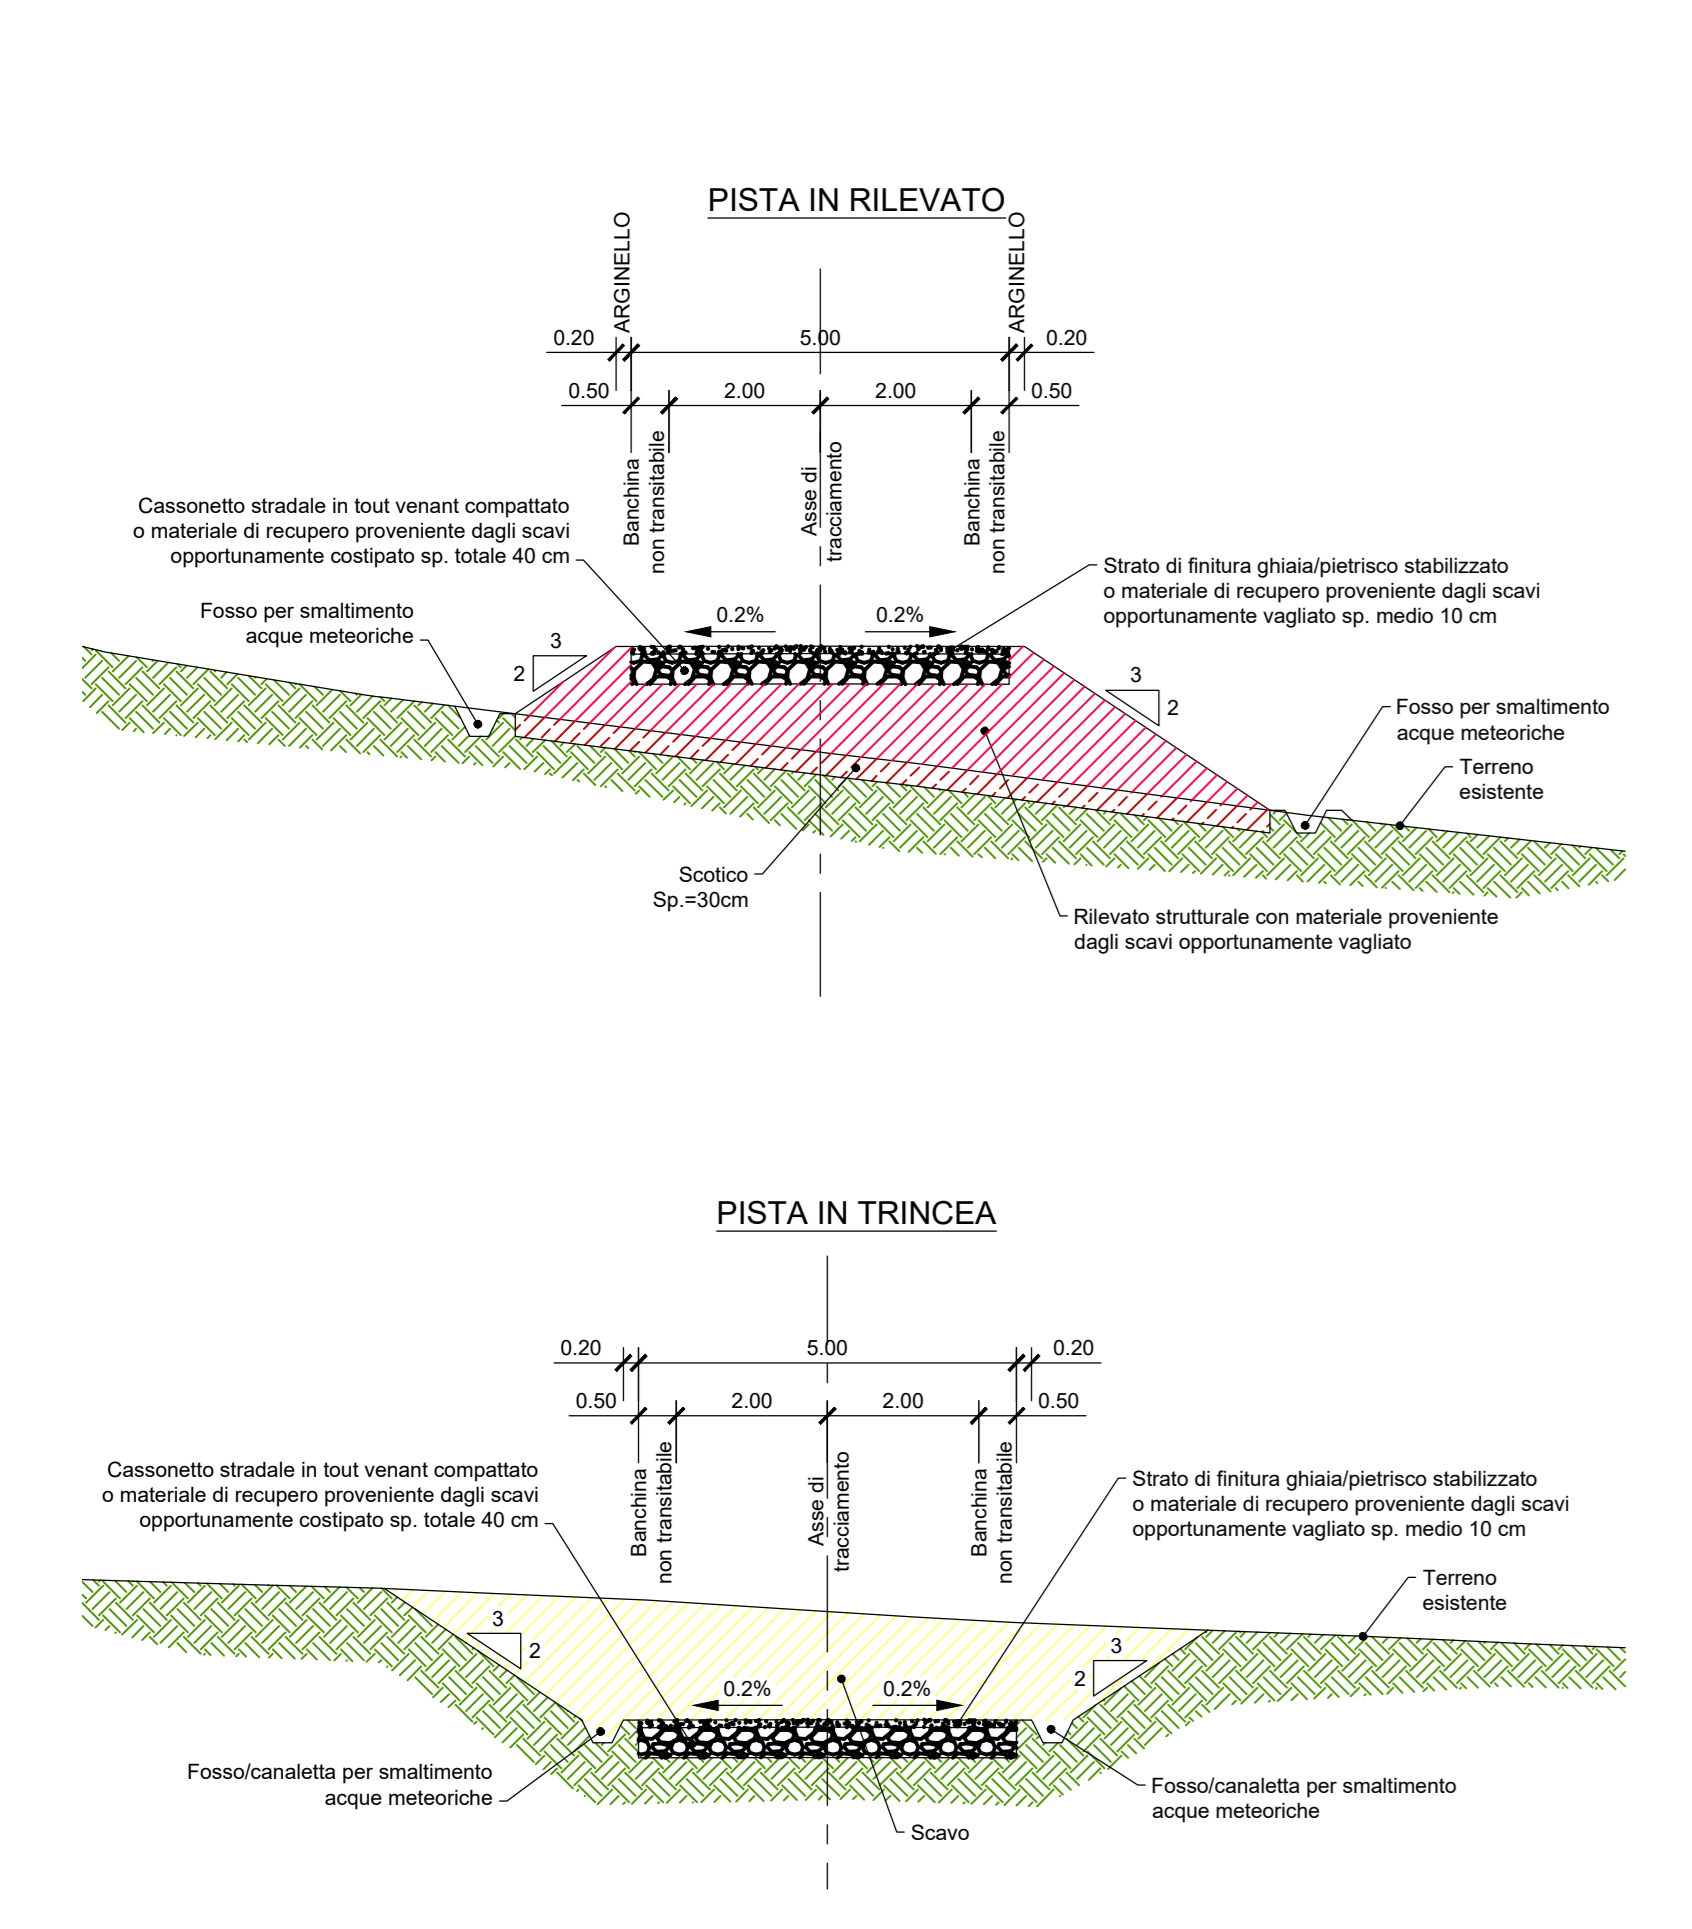 PISTA IN RILEVATO
ARGINELLO
ARGINELLO
0.20
5.00
0.20
0.50
2.00
2.00
0.50
Banchina
non transitabile
Asse di
tracciamento
Banchina
non transitabile
Cassonetto stradale in tout venant compattato
o materiale di recupero proveniente dagli scavi
opportunamente costipato sp. totale 40 cm
Strato di finitura ghiaia/pietrisco stabilizzato
o materiale di recupero proveniente dagli scavi
opportunamente vagliato sp. medio 10 cm
Fosso per smaltimento
acque meteoriche
0.2%
0.2%
3
2
3
2
Fosso per smaltimento
acque meteoriche
Terreno
esistente
Scotico
Sp.=30cm
Rilevato strutturale con materiale proveniente
dagli scavi opportunamente vagliato
PISTA IN TRINCEA
0.20
5.00
0.20
0.50
2.00
2.00
0.50
Banchina
non transitabile
Asse di
tracciamento
Banchina
non transitabile
Cassonetto stradale in tout venant compattato
o materiale di recupero proveniente dagli scavi
opportunamente costipato sp. totale 40 cm
Strato di finitura ghiaia/pietrisco stabilizzato
o materiale di recupero proveniente dagli scavi
opportunamente vagliato sp. medio 10 cm
Terreno
esistente
3
2
3
2
0.2%
0.2%
Fosso/canaletta per smaltimento
acque meteoriche
Fosso/canaletta per smaltimento
acque meteoriche
Scavo